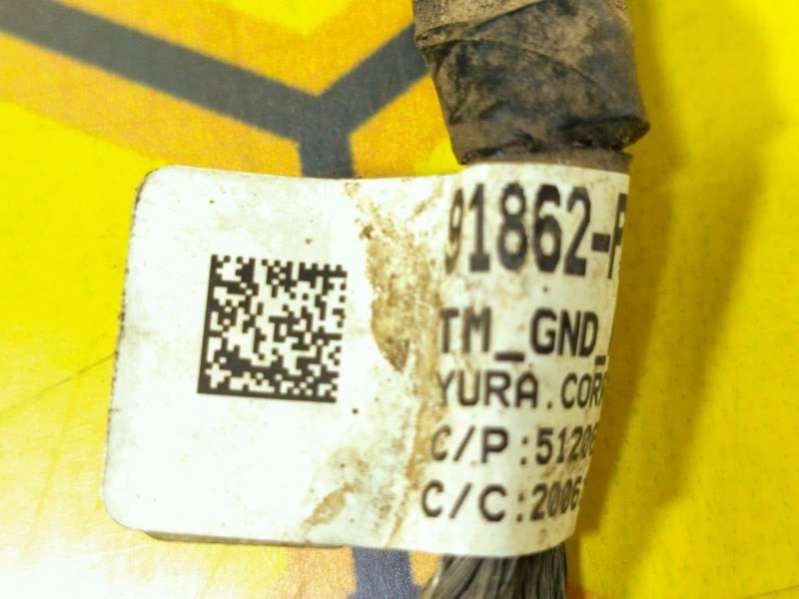 91862-P
TM_GND_
YURA.COR
C/P:5120
C/C:2006